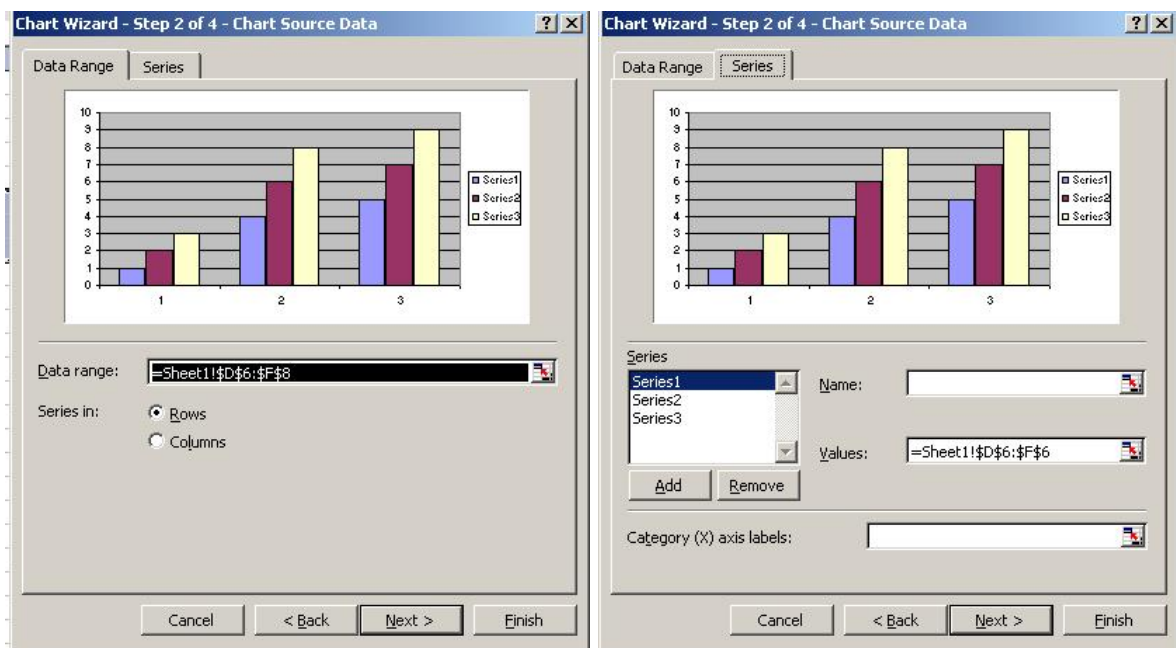 Chart Wizard - Step 2 of 4 - Chart Source Data
Data Range
Series
10
9
8
7
6
5
4
3
2
1
0
1
2
3
Series1
Series2
Series3
Data range:
=Sheet1!$D$6:$F$8
Series in:
Rows
Columns
Cancel
< Back
Next >
Finish
Chart Wizard - Step 2 of 4 - Chart Source Data
Data Range
Series
10
9
8
7
6
5
4
3
2
1
0
1
2
3
Series1
Series2
Series3
Series
Series1
Series2
Series3
Name:
Values:
=Sheet1!$D$6:$F$6
Add
Remove
Category (X) axis labels:
Cancel
< Back
Next >
Finish